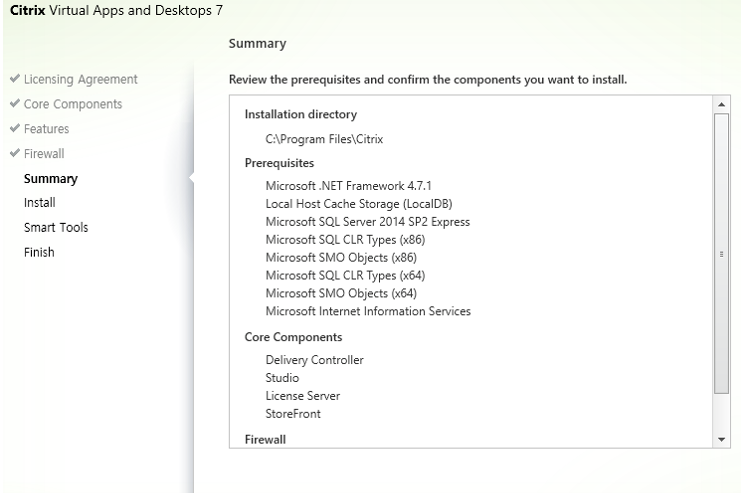 Citrix Virtual Apps and Desktops 7
Summary
Licensing Agreement
Core Components
Features
Firewall
Summary
Install
Smart Tools
Finish
Review the prerequisites and confirm the components you want to install.
Installation directory
C:\Program Files\Citrix
Prerequisites
Microsoft .NET Framework 4.7.1
Local Host Cache Storage (LocalDB)
Microsoft SQL Server 2014 SP2 Express
Microsoft SQL CLR Types (x86)
Microsoft SMO Objects (x86)
Microsoft SQL CLR Types (x64)
Microsoft SMO Objects (x64)
Microsoft Internet Information Services
Core Components
Delivery Controller
Studio
License Server
StoreFront
Firewall